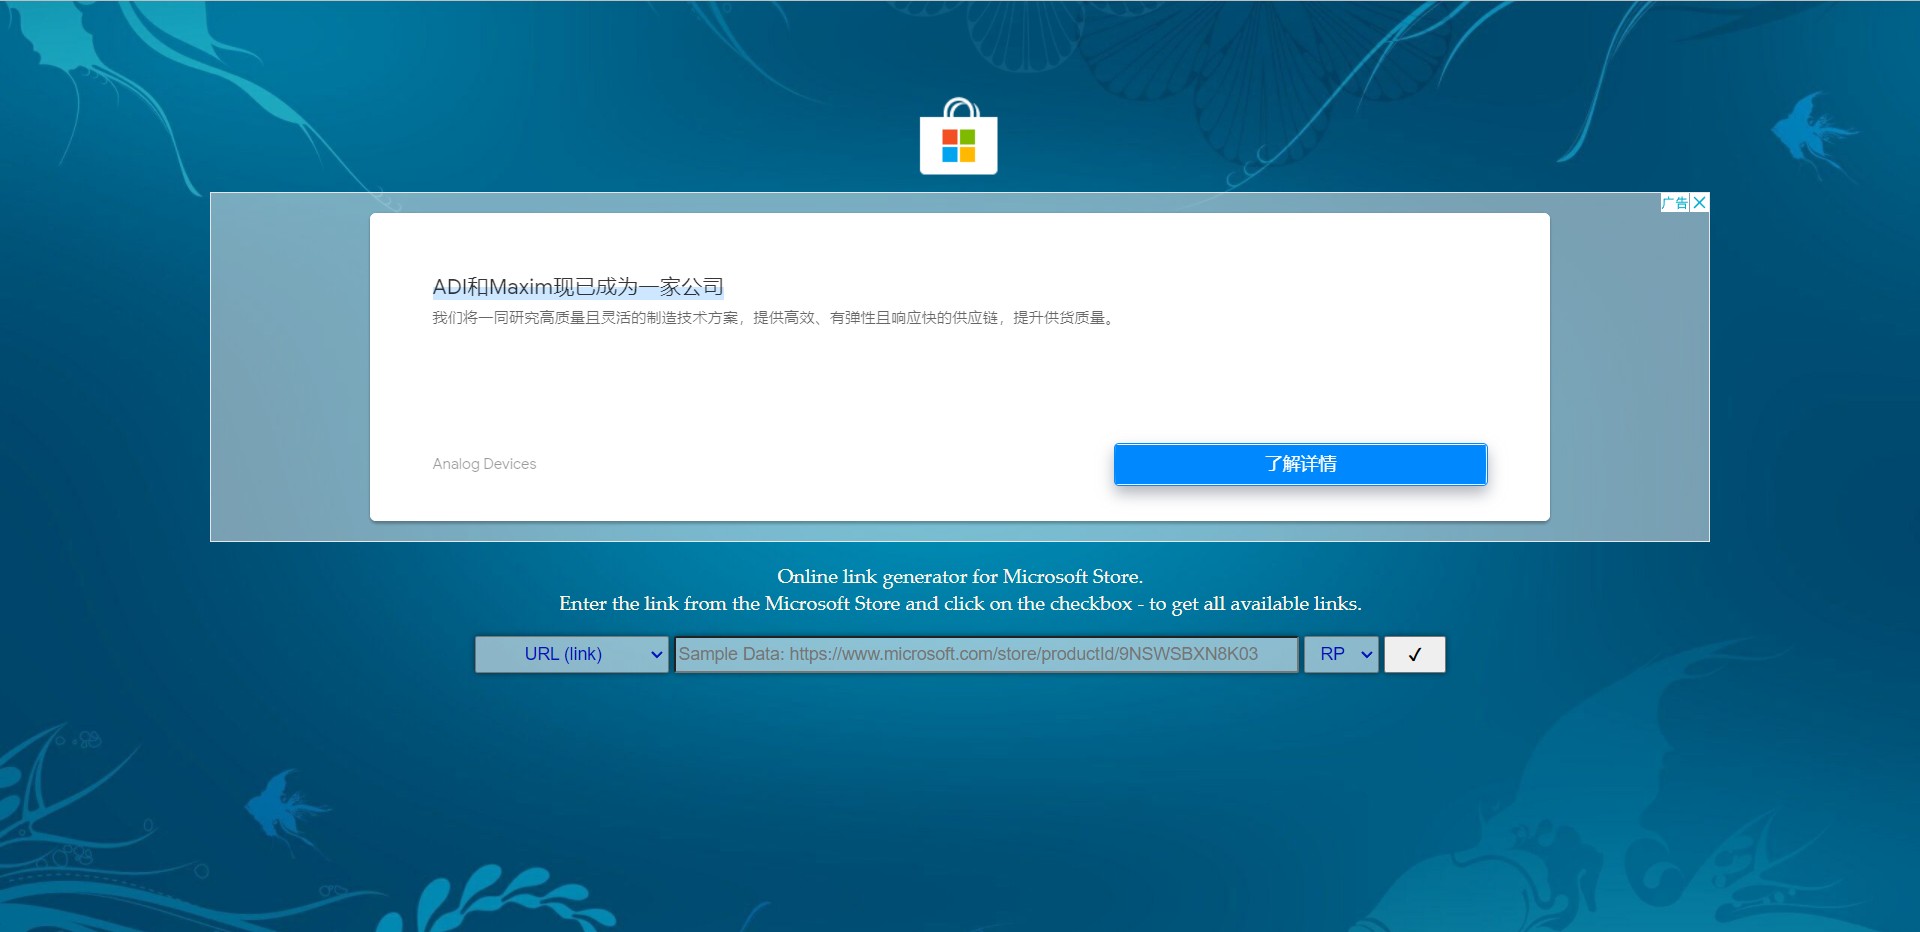 广告
ADI和Maxim现已成为一家公司
我们将一同研究高质量且灵活的制造技术方案，提供高效、有弹性且响应快的供应链，提升供货质量。
Analog Devices
了解详情
Online link generator for Microsoft Store.
Enter the link from the Microsoft Store and click on the checkbox - to get all available links.
URL (link) Sample Data: https://www.microsoft.com/store/productId/9NSWSBXN8K03 RP ✓